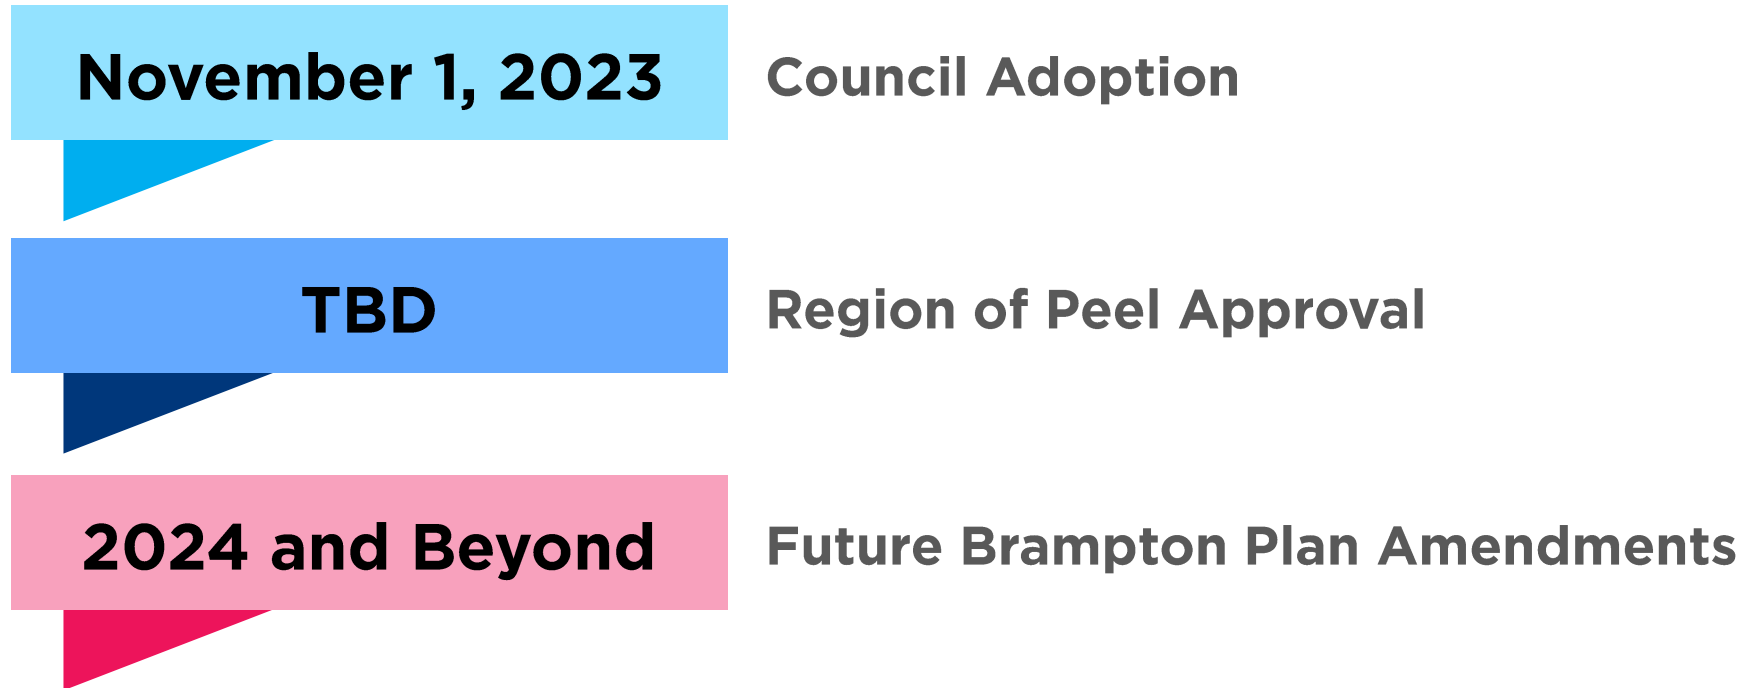 November 1, 2023
Council Adoption
TBD
Region of Peel Approval
2024 and Beyond
Future Brampton Plan Amendments